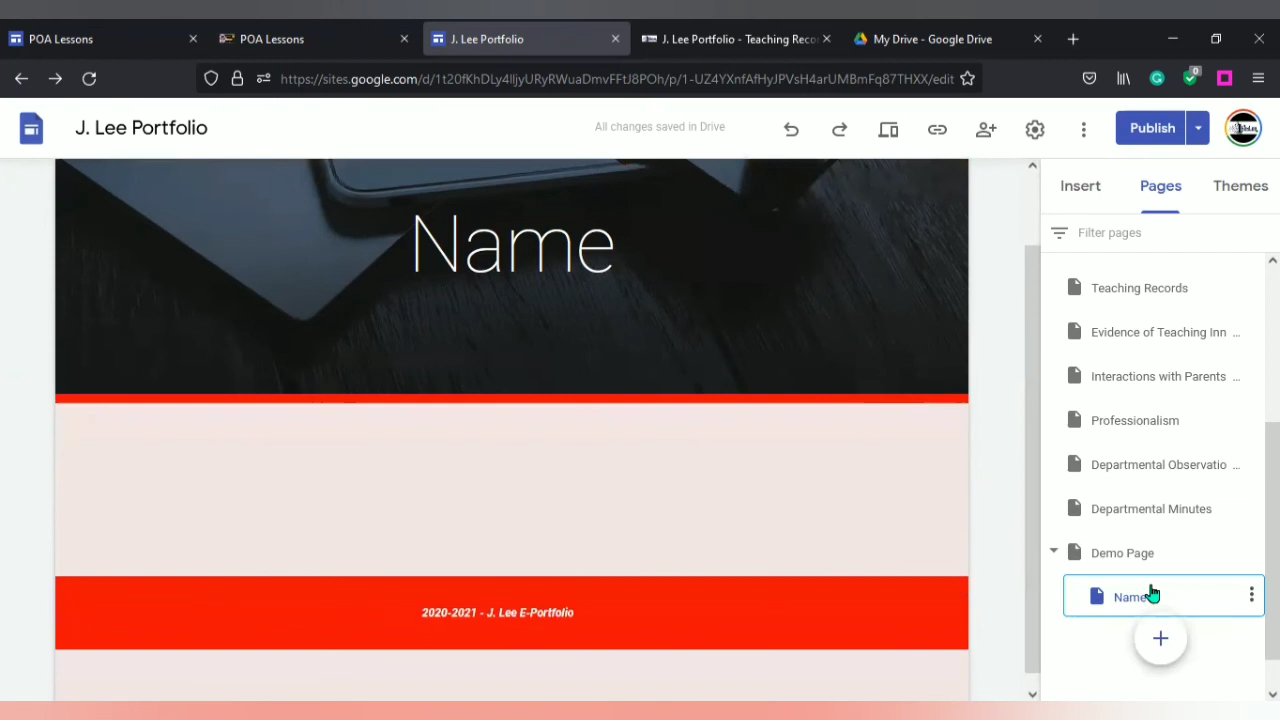 POA Lessons
POA Lessons
J. Lee Portfolio
J. Lee Portfolio - Teaching Reco
My Drive - Google Drive
https://sites.google.com/d/1t20fKhDLy4lIjyURyRWuaDmvFFtJ8POh/p/1-UZ4YXnfAfHyJPVsH4arUMBmFq87THXX/edit
0
J. Lee Portfolio
All changes saved in Drive
Publish
Insert
Pages
Themes
Filter pages
Name
Teaching Records
Evidence of Teaching Inn ...
Interactions with Parents ...
Professionalism
Departmental Observatio ...
Departmental Minutes
Demo Page
Name
2020-2021 - J. Lee E-Portfolio